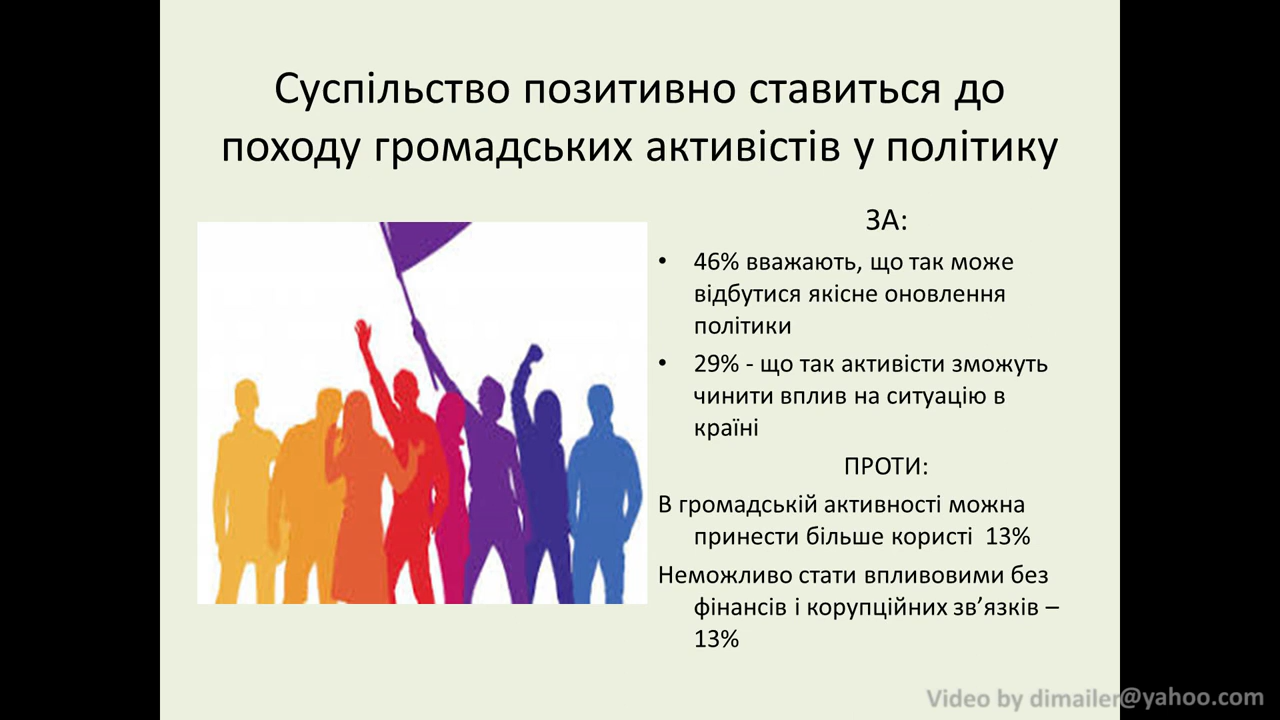 Суспільство позитивно ставиться до
походу громадських активістів у політику
ЗА:
• 46% вважають, що так може
відбутися якісне оновлення
політики
• 29% - що так активісти зможуть
чинити вплив на ситуацію в
країні
ПРОТИ:
В громадській активності можна
принести більше користі 13%
Неможливо стати впливовими без
фінансів і корупційних зв’язків –
13%
Video by dimailer@yahoo.com